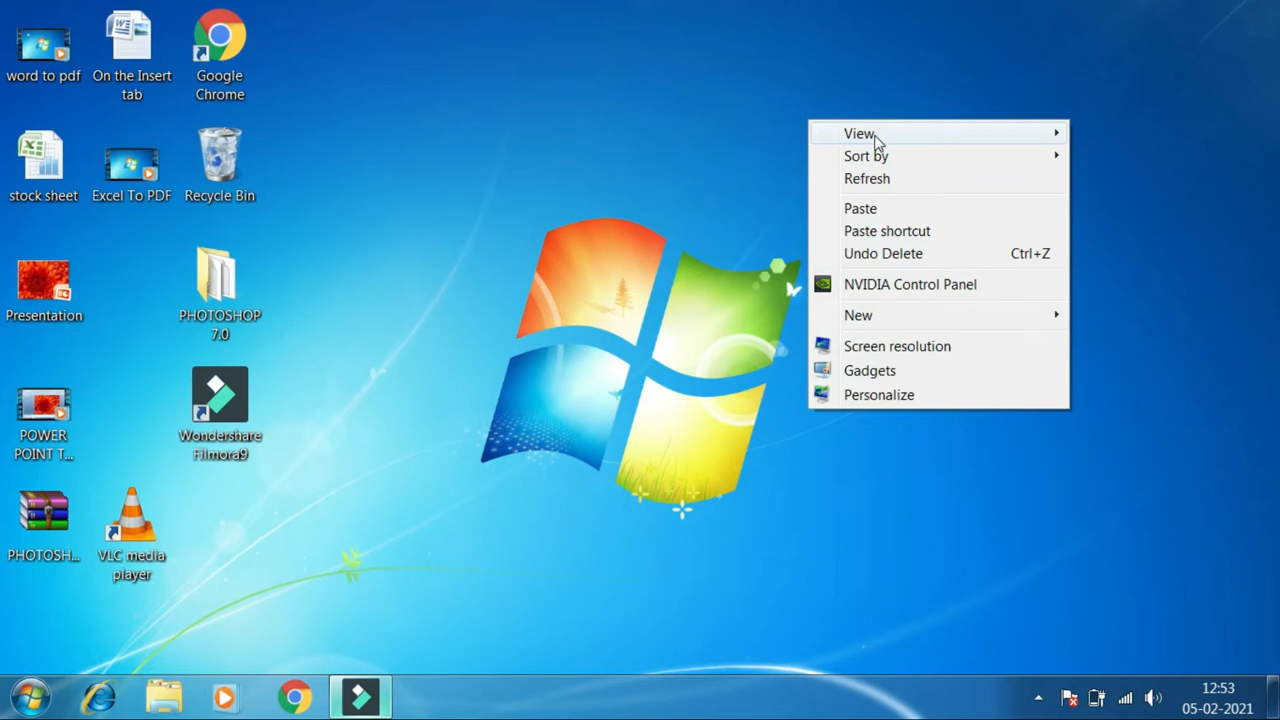 word to pdf
On the Insert
tab
Google
Chrome
stock sheet
Excel To PDF
Recycle Bin
Presentation
PHOTOSHOP
7.0
POWER
POINT T...
Wondershare
Filmora9
PHOTOSH...
VLC media
player
View
Sort by
Refresh
Paste
Paste shortcut
Undo Delete Ctrl+Z
NVIDIA Control Panel
New
Screen resolution
Gadgets
Personalize
12:53
05-02-2021